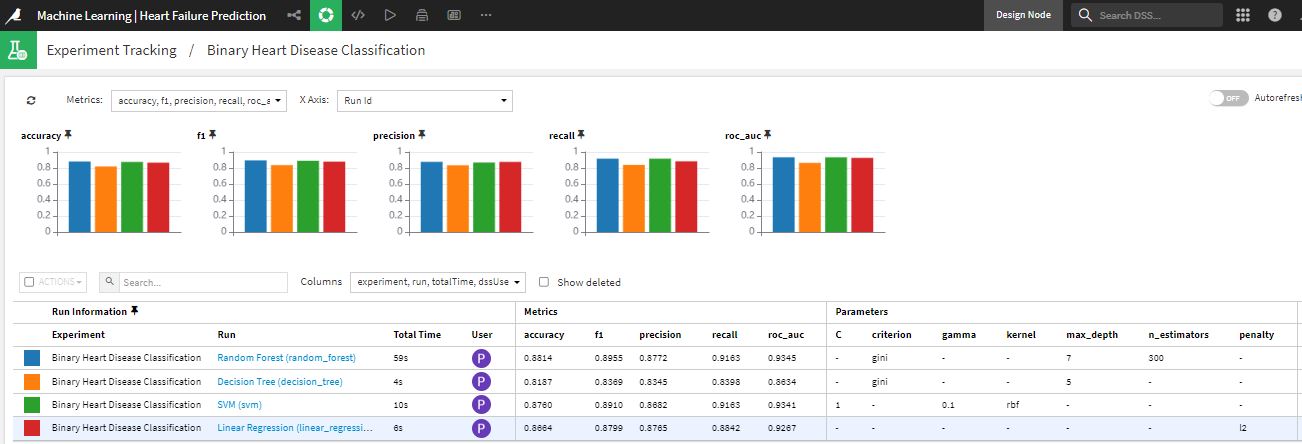 Machine Learning | Heart Failure Prediction Design Node Search DSS... ?
Experiment Tracking / Binary Heart Disease Classification
Metrics: accuracy, f1, precision, recall, roc_a X Axis: Run Id OFF Autorefresh
accuracy f1 precision recall roc_auc
1 1 1 1 1
0.8 0.8 0.8 0.8 0.8
0.6 0.6 0.6 0.6 0.6
0.4 0.4 0.4 0.4 0.4
0.2 0.2 0.2 0.2 0.2
0 0 0 0 0
ACTIONS Search... Columns experiment, run, totalTime, dssUse Show deleted
Run Information Metrics Parameters
Experiment Run Total Time User accuracy f1 precision recall roc_auc C criterion gamma kernel max_depth n_estimators penalty
Binary Heart Disease Classification Random Forest (random_forest) 59s P 0.8814 0.8955 0.8772 0.9163 0.9345 - gini - - 7 300 -
Binary Heart Disease Classification Decision Tree (decision_tree) 4s P 0.8187 0.8369 0.8345 0.8398 0.8634 - gini - - 5 - -
Binary Heart Disease Classification SVM (svm) 10s P 0.8760 0.8910 0.8682 0.9163 0.9341 1 - 0.1 rbf - - -
Binary Heart Disease Classification Linear Regression (linear_regressi... 6s P 0.8664 0.8799 0.8765 0.8842 0.9267 - - - - - - l2